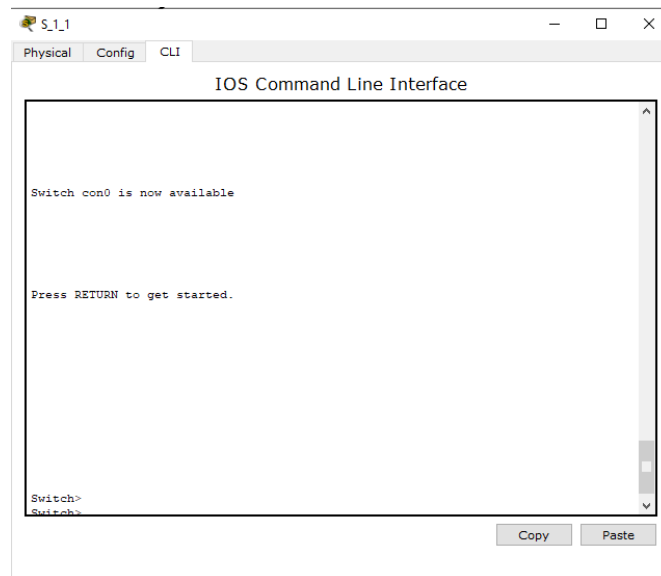 S_1_1
Physical Config CLI
IOS Command Line Interface
Switch con0 is now available
Press RETURN to get started.
Switch>
Switch>
Copy Paste